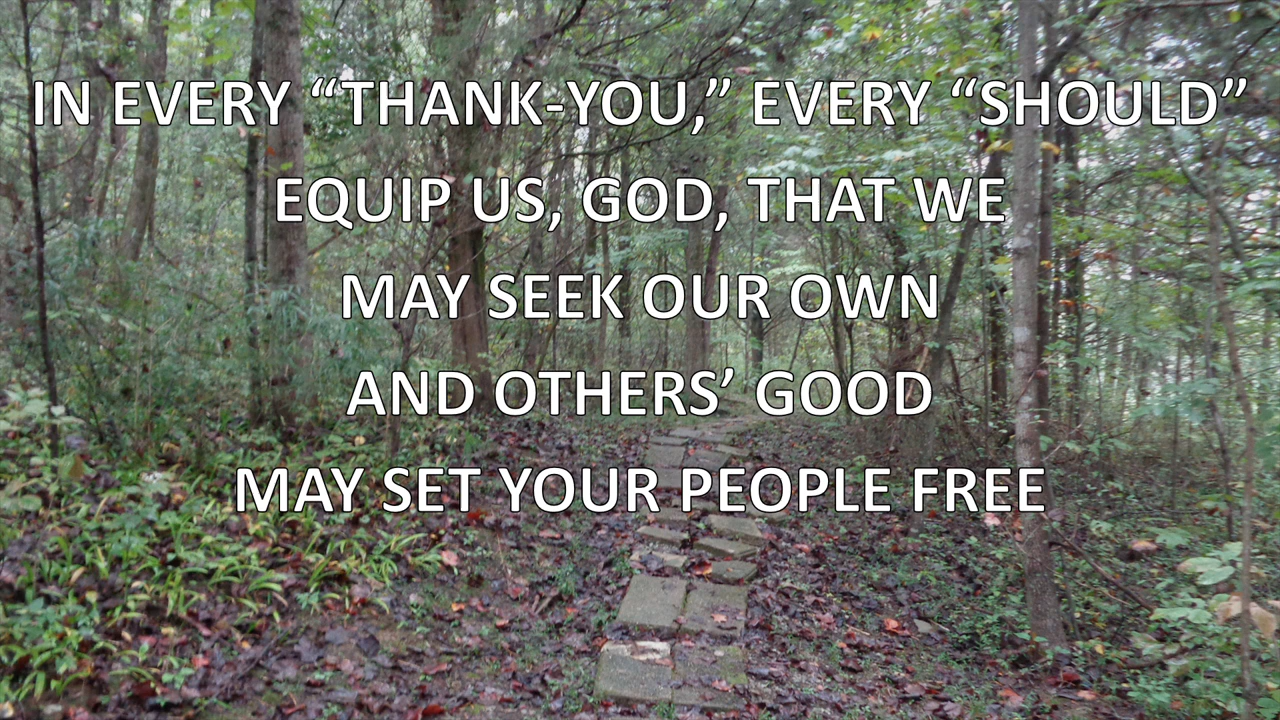 IN EVERY “THANK-YOU,” EVERY “SHOULD”
EQUIP US, GOD, THAT WE
MAY SEEK OUR OWN
AND OTHERS’ GOOD
MAY SET YOUR PEOPLE FREE